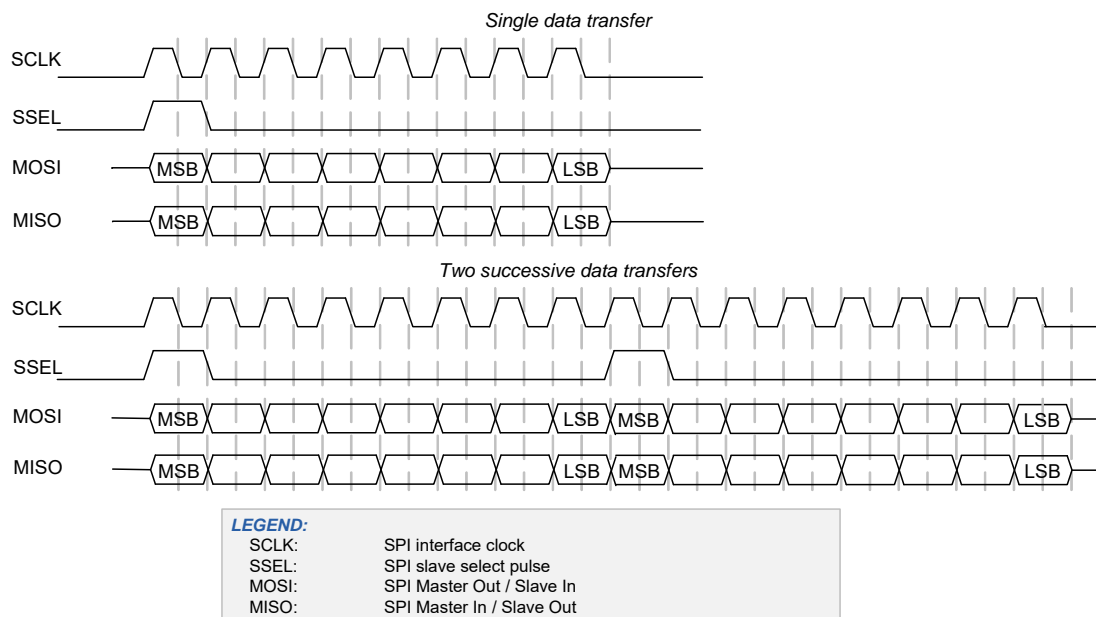 Single data transfer
SCLK
SSEL
MOSI MSB LSB
MISO MSB LSB
Two successive data transfers
SCLK
SSEL
MOSI MSB LSB MSB LSB
MISO MSB LSB MSB LSB
LEGEND:
SCLK: SPI interface clock
SSEL: SPI slave select pulse
MOSI: SPI Master Out / Slave In
MISO: SPI Master In / Slave Out